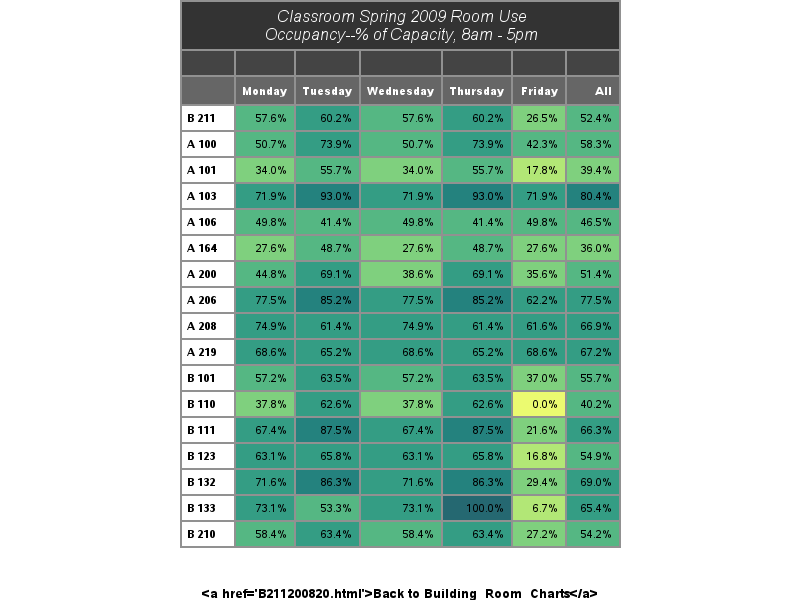 Classroom Spring 2009 Room Use
Occupancy--% of Capacity, 8am - 5pm
Monday Tuesday Wednesday Thursday Friday All
B 211 57.6% 60.2% 57.6% 60.2% 26.5% 52.4%
A 100 50.7% 73.9% 50.7% 73.9% 42.3% 58.3%
A 101 34.0% 55.7% 34.0% 55.7% 17.8% 39.4%
A 103 71.9% 93.0% 71.9% 93.0% 71.9% 80.4%
A 106 49.8% 41.4% 49.8% 41.4% 49.8% 46.5%
A 164 27.6% 48.7% 27.6% 48.7% 27.6% 36.0%
A 200 44.8% 69.1% 38.6% 69.1% 35.6% 51.4%
A 206 77.5% 85.2% 77.5% 85.2% 62.2% 77.5%
A 208 74.9% 61.4% 74.9% 61.4% 61.6% 66.9%
A 219 68.6% 65.2% 68.6% 65.2% 68.6% 67.2%
B 101 57.2% 63.5% 57.2% 63.5% 37.0% 55.7%
B 110 37.8% 62.6% 37.8% 62.6% 0.0% 40.2%
B 111 67.4% 87.5% 67.4% 87.5% 21.6% 66.3%
B 123 63.1% 65.8% 63.1% 65.8% 16.8% 54.9%
B 132 71.6% 86.3% 71.6% 86.3% 29.4% 69.0%
B 133 73.1% 53.3% 73.1% 100.0% 6.7% 65.4%
B 210 58.4% 63.4% 58.4% 63.4% 27.2% 54.2%
<a href='B211200820.html'>Back to Building_Room_Charts</a>